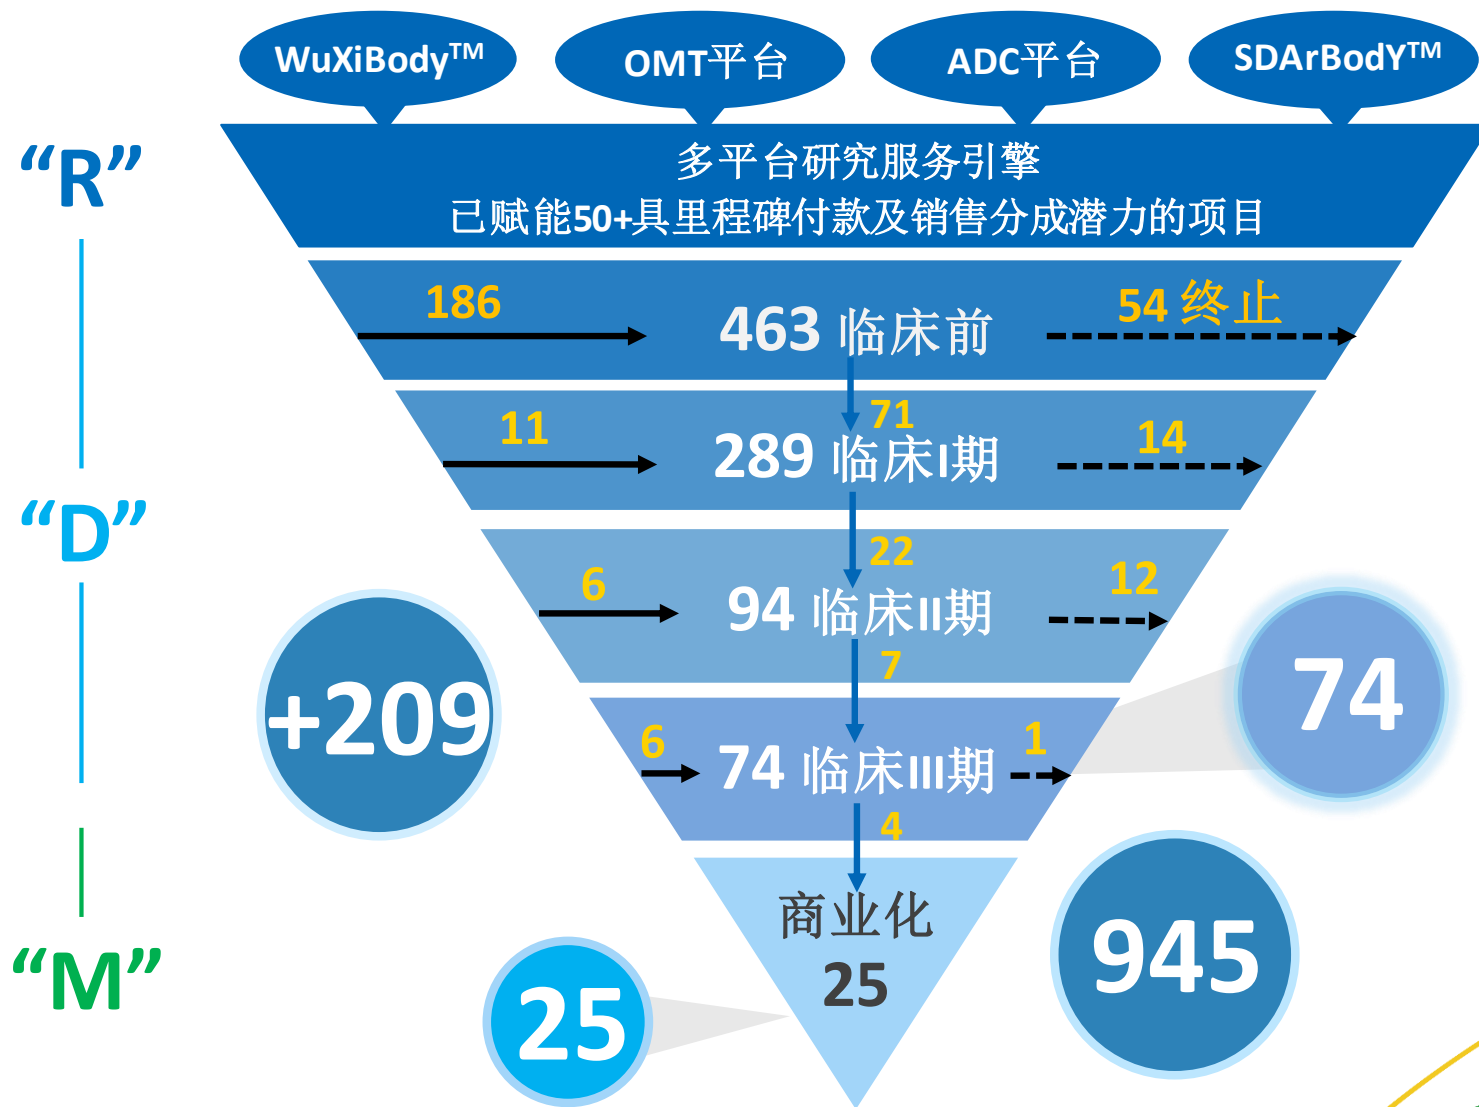 WuXiBody™
OMT平台
ADC平台
SDArBodY™
“R”
多平台研究服务引擎
已赋能50+具里程碑付款及销售分成潜力的项目
186
463 临床前
54 终止
71
11
289 临床I期
14
“D”
22
6
94 临床II期
12
7
+209
74
6
74 临床III期
1
4
商业化
25
“M”
25
945